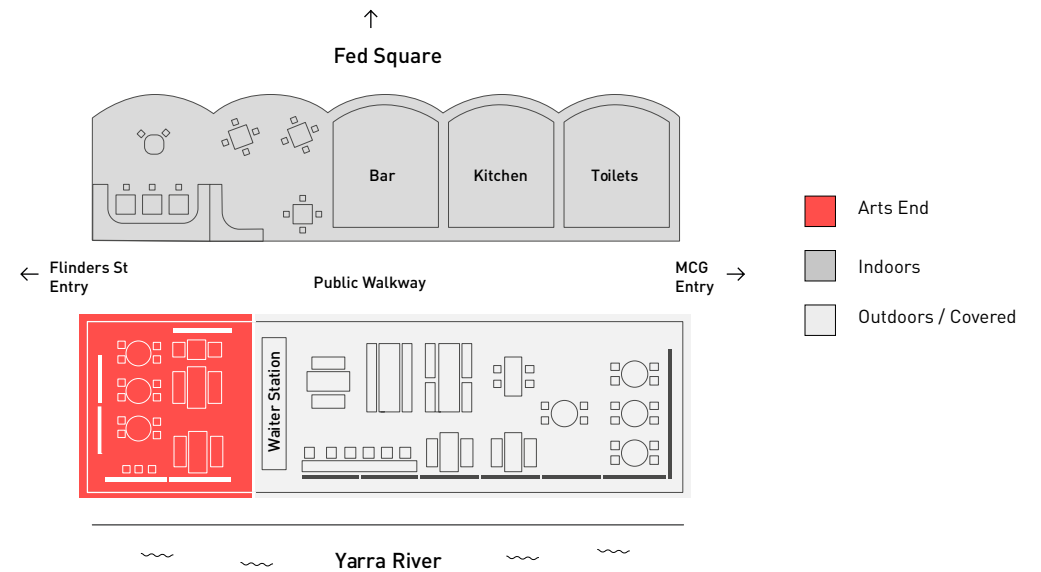 Fed Square
Bar
Kitchen
Toilets
Arts End
Indoors
Outdoors / Covered
Flinders St
Entry
Public Walkway
MCG
Entry
Waiter Station
Yarra River